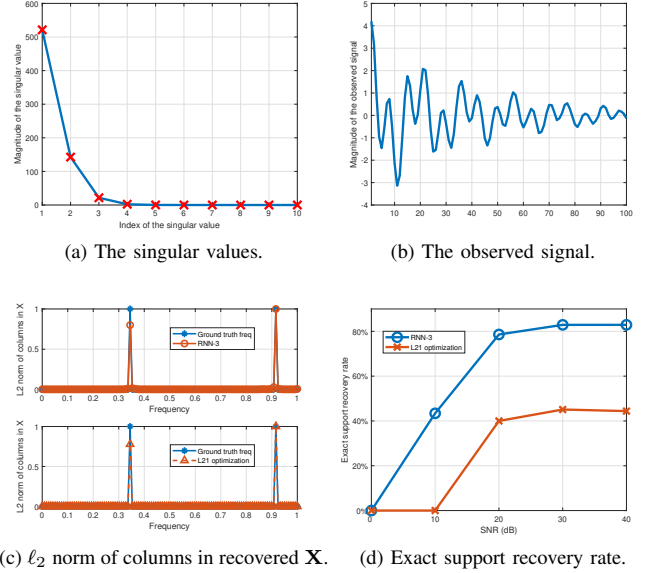 Magnitude of the singular value
600
500
400
300
200
100
0
1 2 3 4 5 6 7 8 9 10
Index of the singular value
(a) The singular values.
Magnitude of the observed signal
5
4
3
2
1
0
-1
-2
-3
-4
10 20 30 40 50 60 70 80 90 100
(b) The observed signal.
L2 norm of columns in X
1
0.5
0
Ground truth freq
RNN-3
0 0.1 0.2 0.3 0.4 0.5 0.6 0.7 0.8 0.9 1
Frequency
L2 norm of columns in X
1
0.5
0
Ground truth freq
L21 optimization
0 0.1 0.2 0.3 0.4 0.5 0.6 0.7 0.8 0.9 1
Frequency
(c) ℓ2 norm of columns in recovered X.
Exact support recovery rate
80%
60%
40%
20%
0%
RNN-3
L21 optimization
0 10 20 30 40
SNR (dB)
(d) Exact support recovery rate.